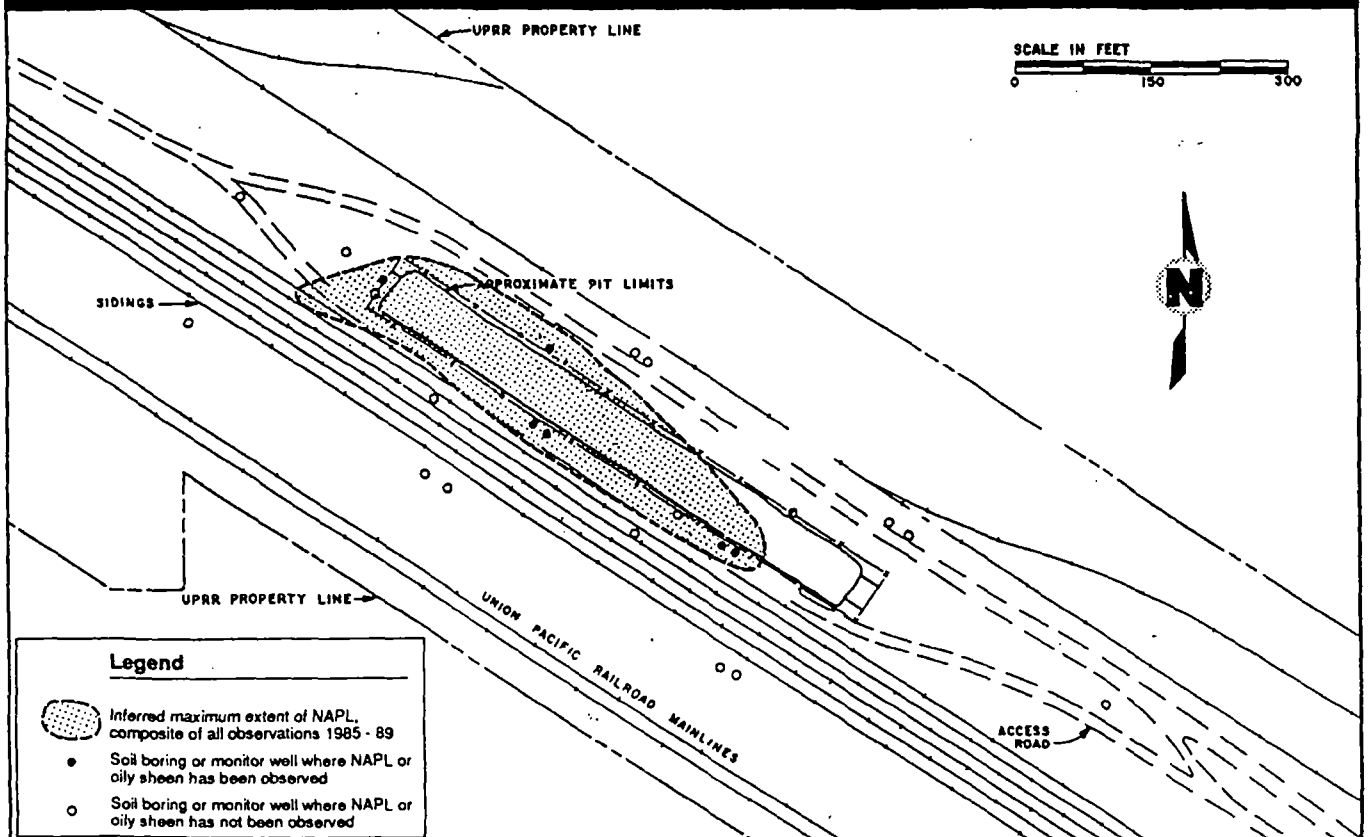 UPRR PROPERTY LINE
SCALE IN FEET
0 150 300
N
APPROXIMATE PIT LIMITS
SIDINGS
UPRR PROPERTY LINE
UNION PACIFIC RAILROAD MAINLINES
ACCESS
ROAD
Legend
Inferred maximum extent of NAPL,
composite of all observations 1985 - 89
Soil boring or monitor well where NAPL or
oily sheen has been observed
Soil boring or monitor well where NAPL or
oily sheen has not been observed